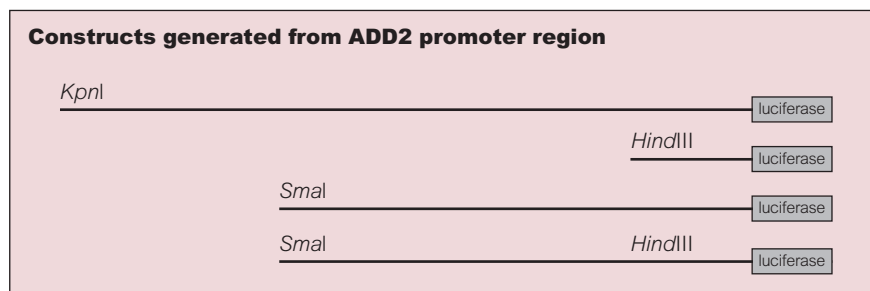 Constructs generated from ADD2 promoter region
KpnI
luciferase
HindIII
luciferase
SmaI
luciferase
SmaI HindIII
luciferase